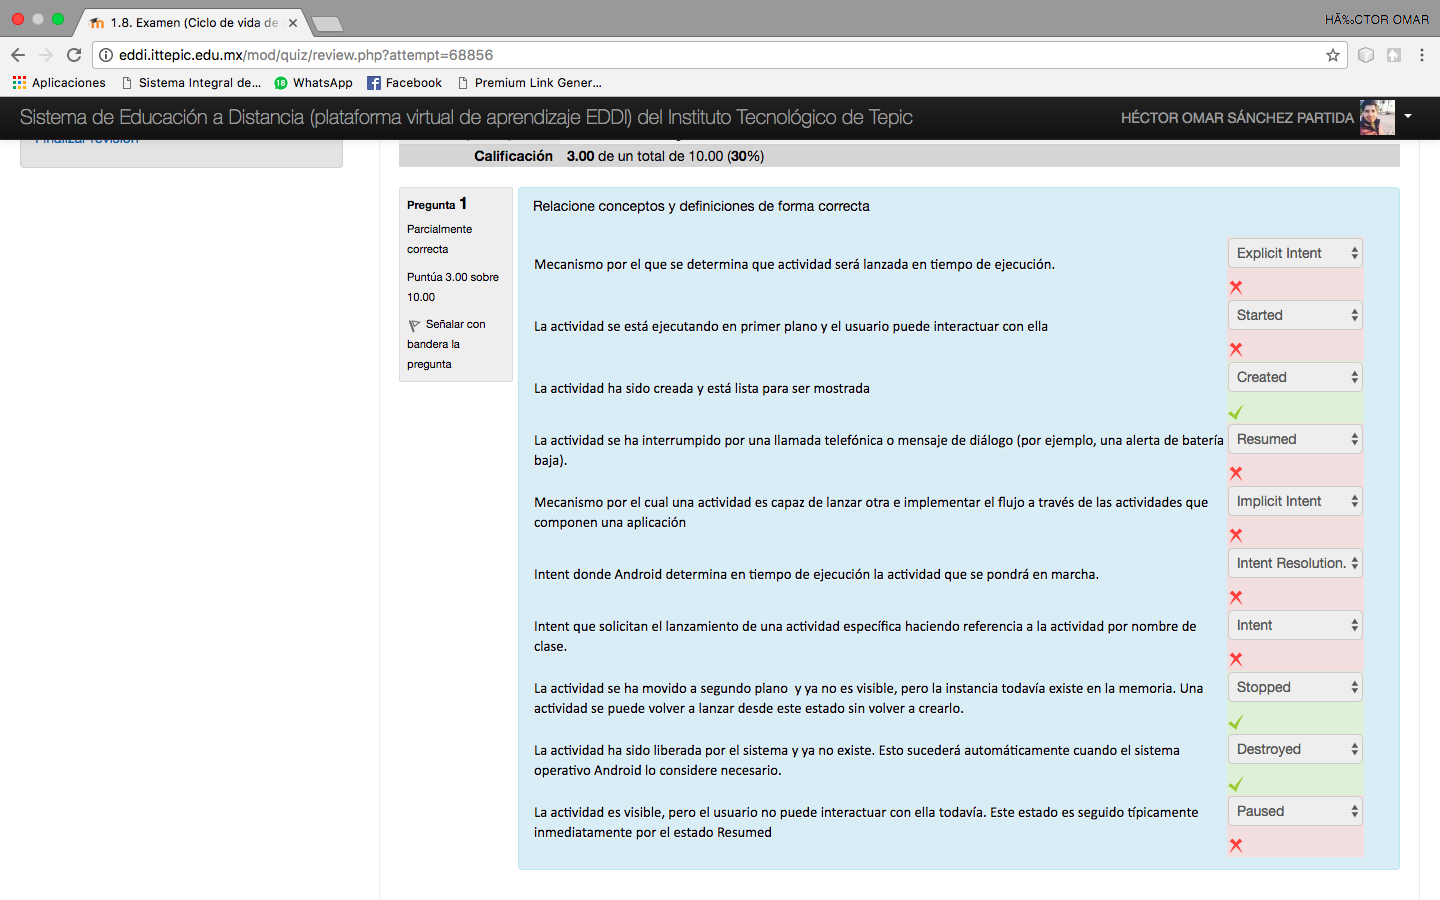 1.8. Examen (Ciclo de vida de
HÃ‰CTOR OMAR
eddi.ittepic.edu.mx/mod/quiz/review.php?attempt=68856
Aplicaciones Sistema Integral de... WhatsApp Facebook Premium Link Gener...
Sistema de Educación a Distancia (plataforma virtual de aprendizaje EDDI) del Instituto Tecnológico de Tepic
HÉCTOR OMAR SÁNCHEZ PARTIDA
Finalizar revisión
Calificación 3.00 de un total de 10.00 (30%)
Pregunta 1
Parcialmente
correcta
Puntúa 3.00 sobre
10.00
Señalar con
bandera la
pregunta
Relacione conceptos y definiciones de forma correcta
Mecanismo por el que se determina que actividad será lanzada en tiempo de ejecución.
Explicit Intent
La actividad se está ejecutando en primer plano y el usuario puede interactuar con ella
Started
La actividad ha sido creada y está lista para ser mostrada
Created
La actividad se ha interrumpido por una llamada telefónica o mensaje de diálogo (por ejemplo, una alerta de batería
baja).
Resumed
Mecanismo por el cual una actividad es capaz de lanzar otra e implementar el flujo a través de las actividades que
componen una aplicación
Implicit Intent
Intent donde Android determina en tiempo de ejecución la actividad que se pondrá en marcha.
Intent Resolution.
Intent que solicitan el lanzamiento de una actividad específica haciendo referencia a la actividad por nombre de
clase.
Intent
La actividad se ha movido a segundo plano y ya no es visible, pero la instancia todavía existe en la memoria. Una
actividad se puede volver a lanzar desde este estado sin volver a crearlo.
Stopped
La actividad ha sido liberada por el sistema y ya no existe. Esto sucederá automáticamente cuando el sistema
operativo Android lo considere necesario.
Destroyed
La actividad es visible, pero el usuario no puede interactuar con ella todavía. Este estado es seguido típicamente
inmediatamente por el estado Resumed
Paused